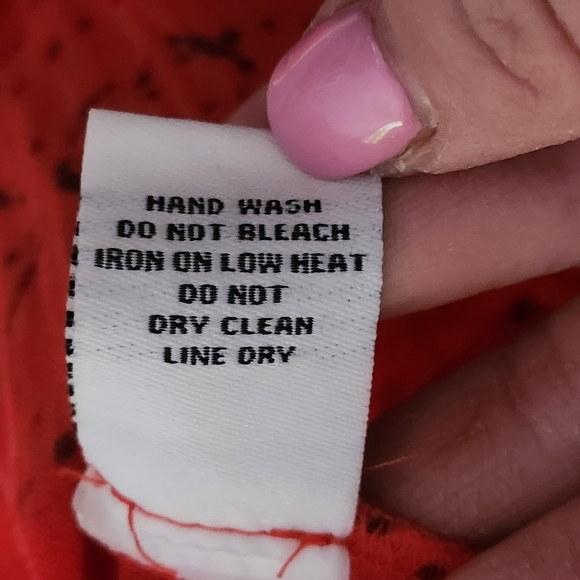 HAND WASH
DO NOT BLEACH
IRON ON LOW HEAT
DO NOT
DRY CLEAN
LINE DRY